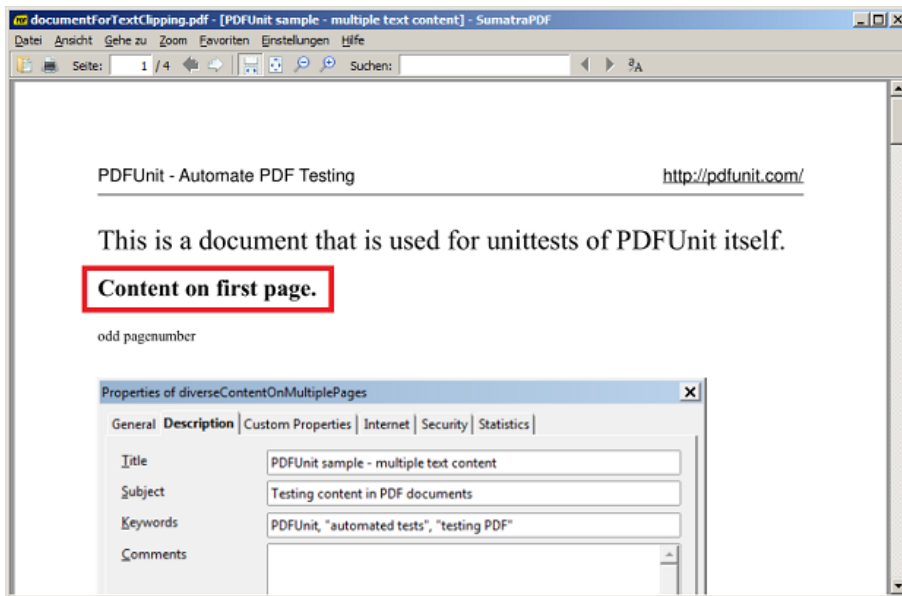 documentForTextClipping.pdf - [PDFUnit sample - multiple text content] - SumatraPDF
Datei Ansicht Gehe zu Zoom Favoriten Einstellungen Hilfe
Seite: 1 / 4 Suchen:
PDFUnit - Automate PDF Testing http://pdfunit.com/
This is a document that is used for unittests of PDFUnit itself.
Content on first page.
odd pagenumber
Properties of diverseContentOnMultiplePages
General Description Custom Properties Internet Security Statistics
Title PDFUnit sample - multiple text content
Subject Testing content in PDF documents
Keywords PDFUnit, "automated tests", "testing PDF"
Comments